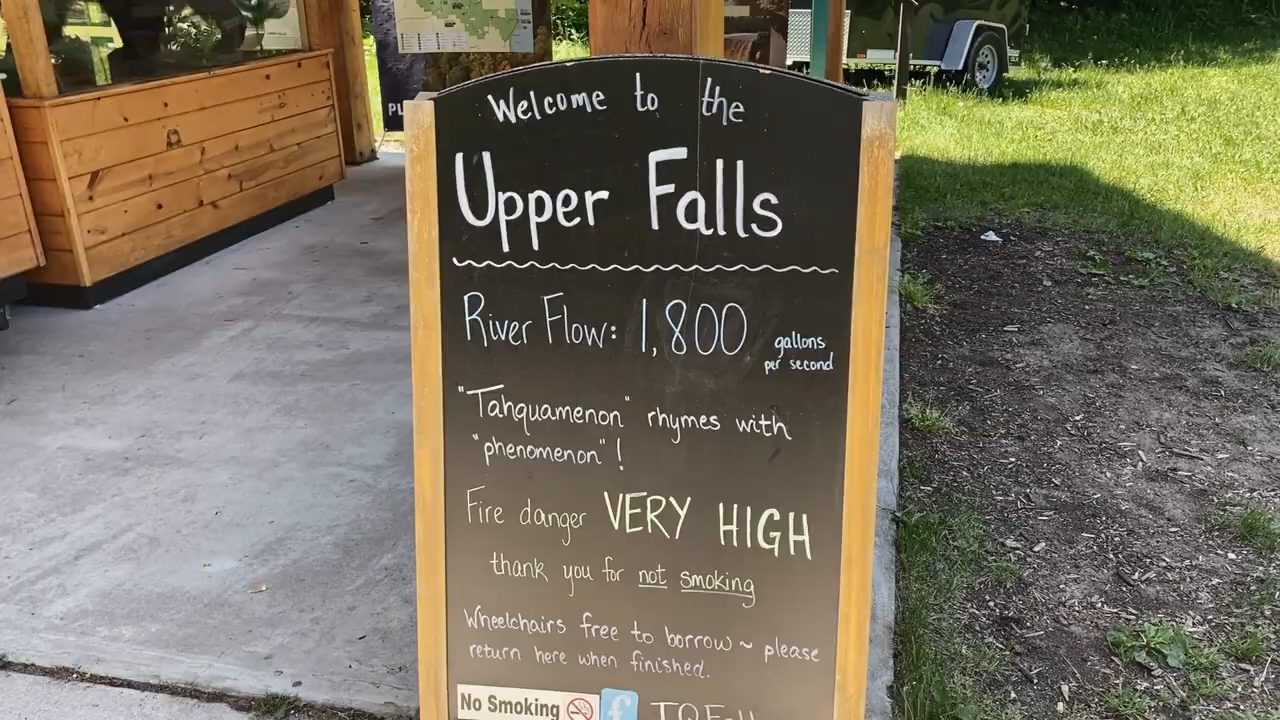 Welcome to the
Upper Falls
River Flow: 1,800 gallons
per second
"Tahquamenon" rhymes with
"phenomenon"!
Fire danger VERY HIGH
thank you for not smoking
Wheelchairs free to borrow ~ please
return here when finished.
No Smoking
f
PL